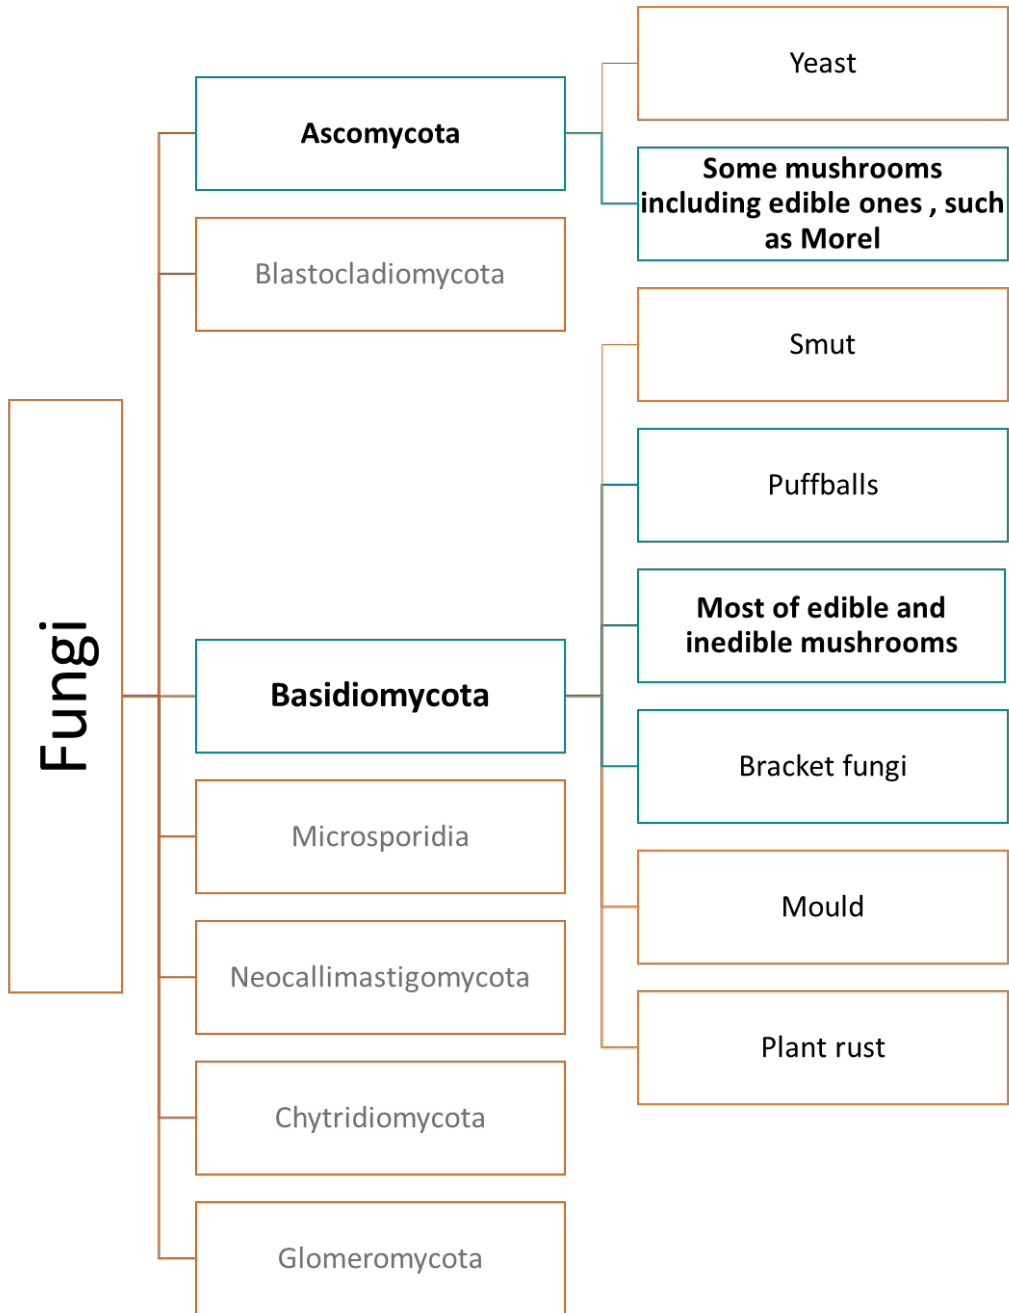 Fungi
Ascomycota
Yeast
Some mushrooms
including edible ones , such
as Morel
Blastocladiomycota
Basidiomycota
Smut
Puffballs
Most of edible and
inedible mushrooms
Bracket fungi
Mould
Plant rust
Microsporidia
Neocallimastigomycota
Chytridiomycota
Glomeromycota